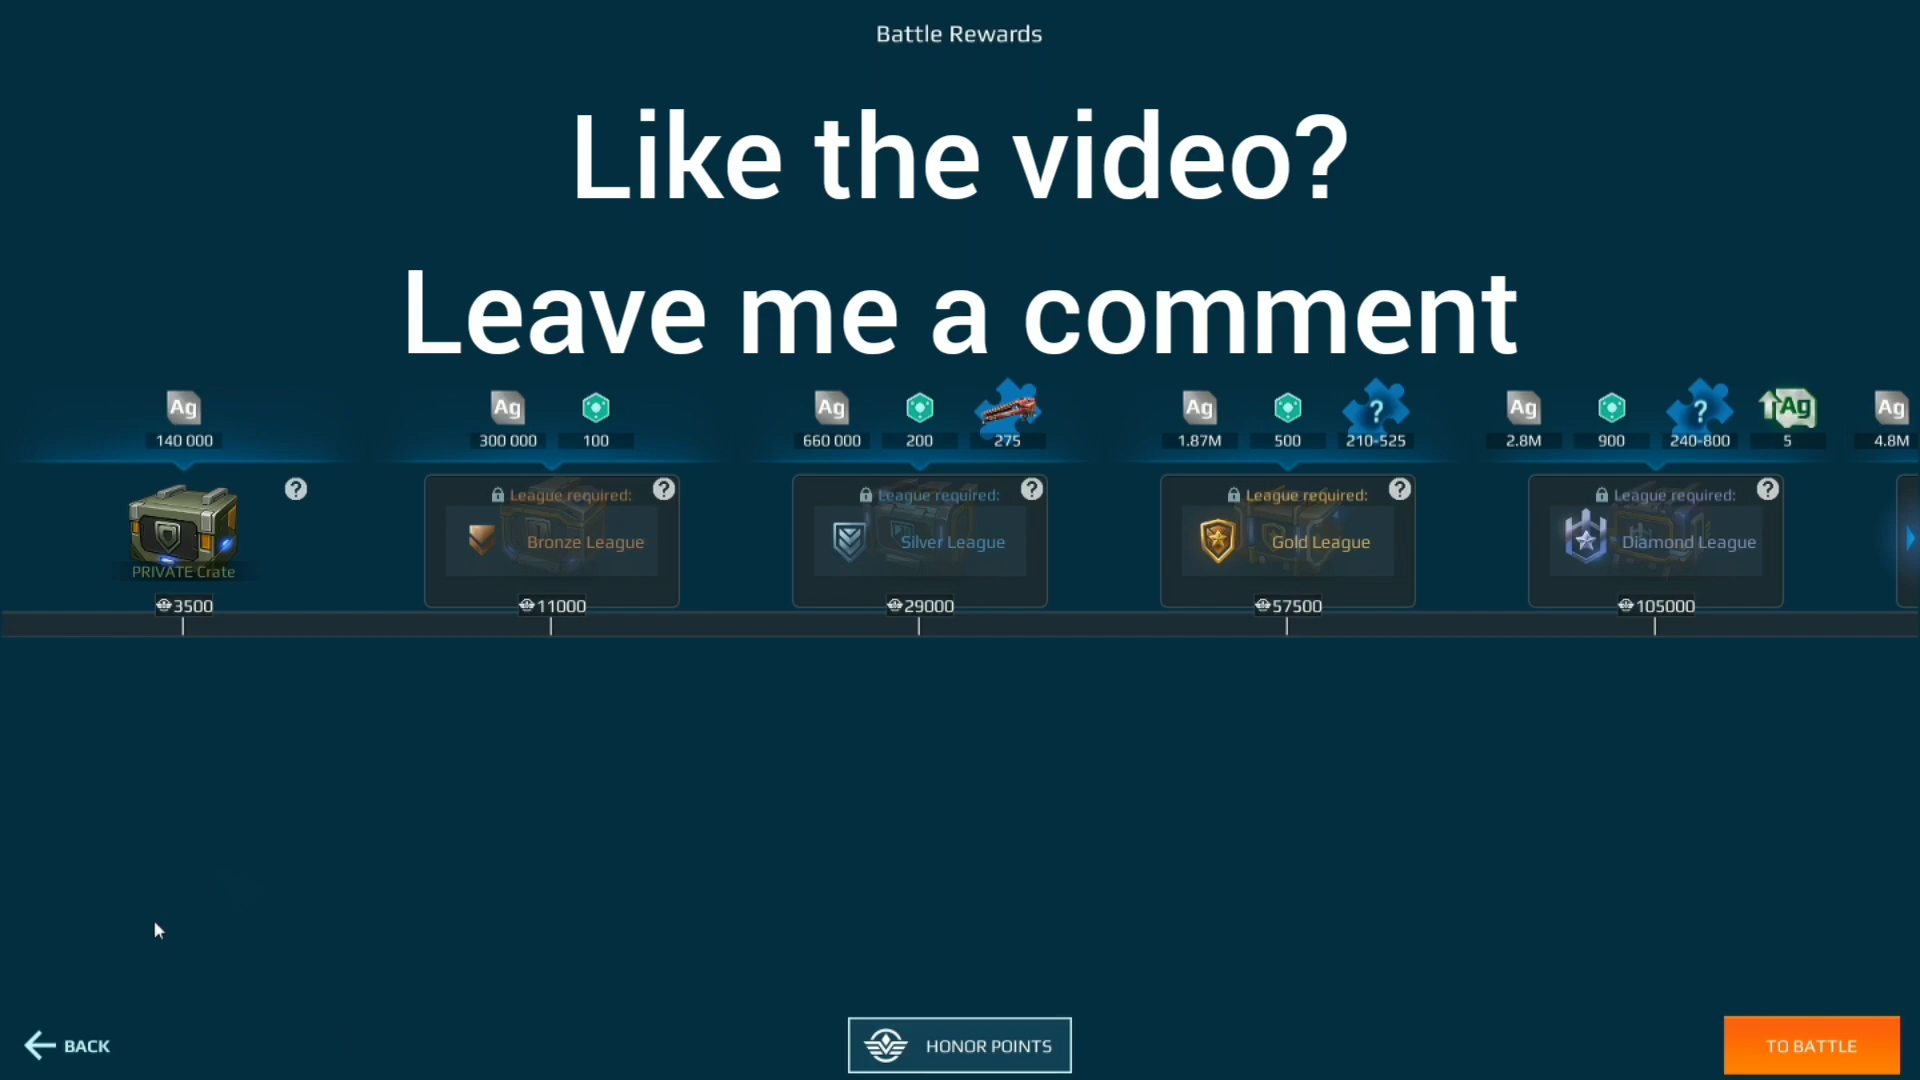 Battle Rewards
Like the video?
Leave me a comment
Ag Ag Ag Ag Ag Ag Ag
140 000 300 000 100 660 000 200 275 1.87M 500 210-525 2.8M 900 240-800 5 4.8M
League required: League required: League required: League required:
Bronze League Silver League Gold League Diamond League
PRIVATE Crate
3500 11000 29000 57500 105000
BACK HONOR POINTS TO BATTLE